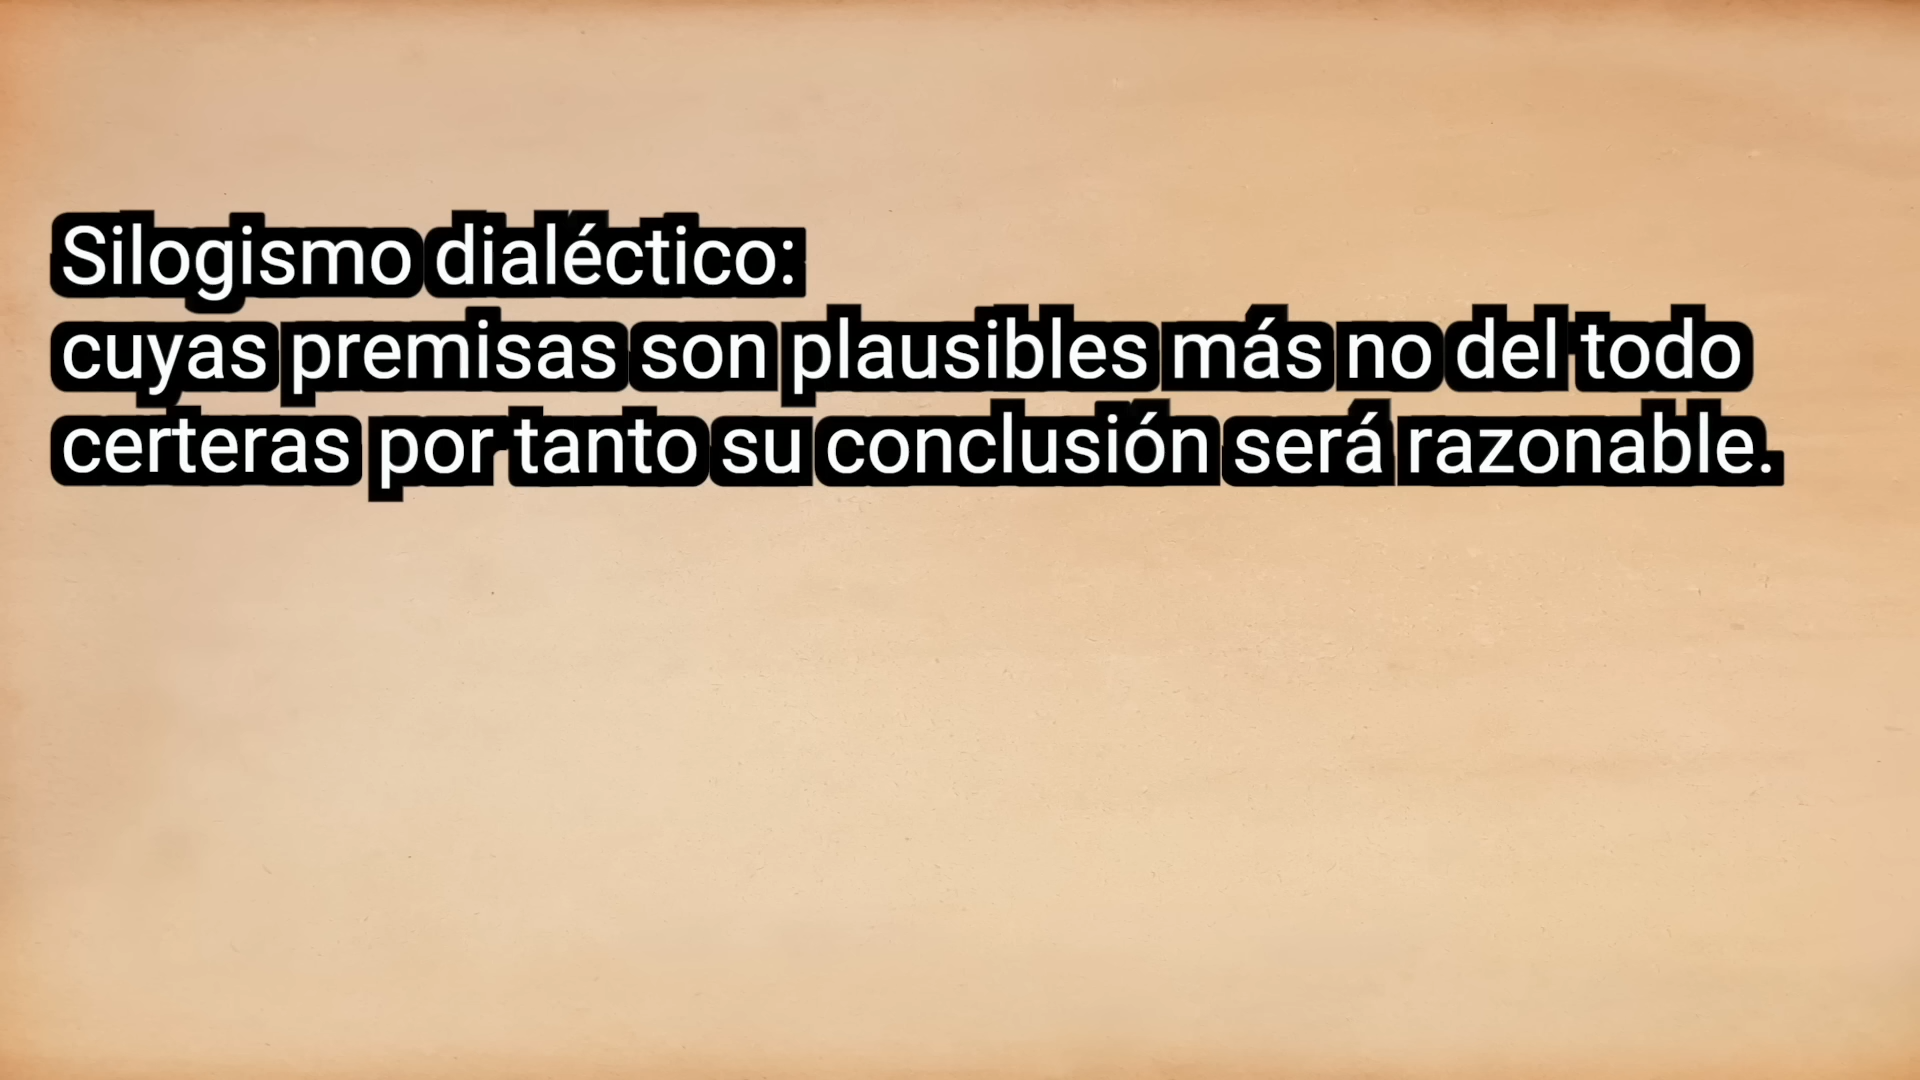 Silogismo dialéctico:
cuyas premisas son plausibles más no del todo
certeras por tanto su conclusión será razonable.